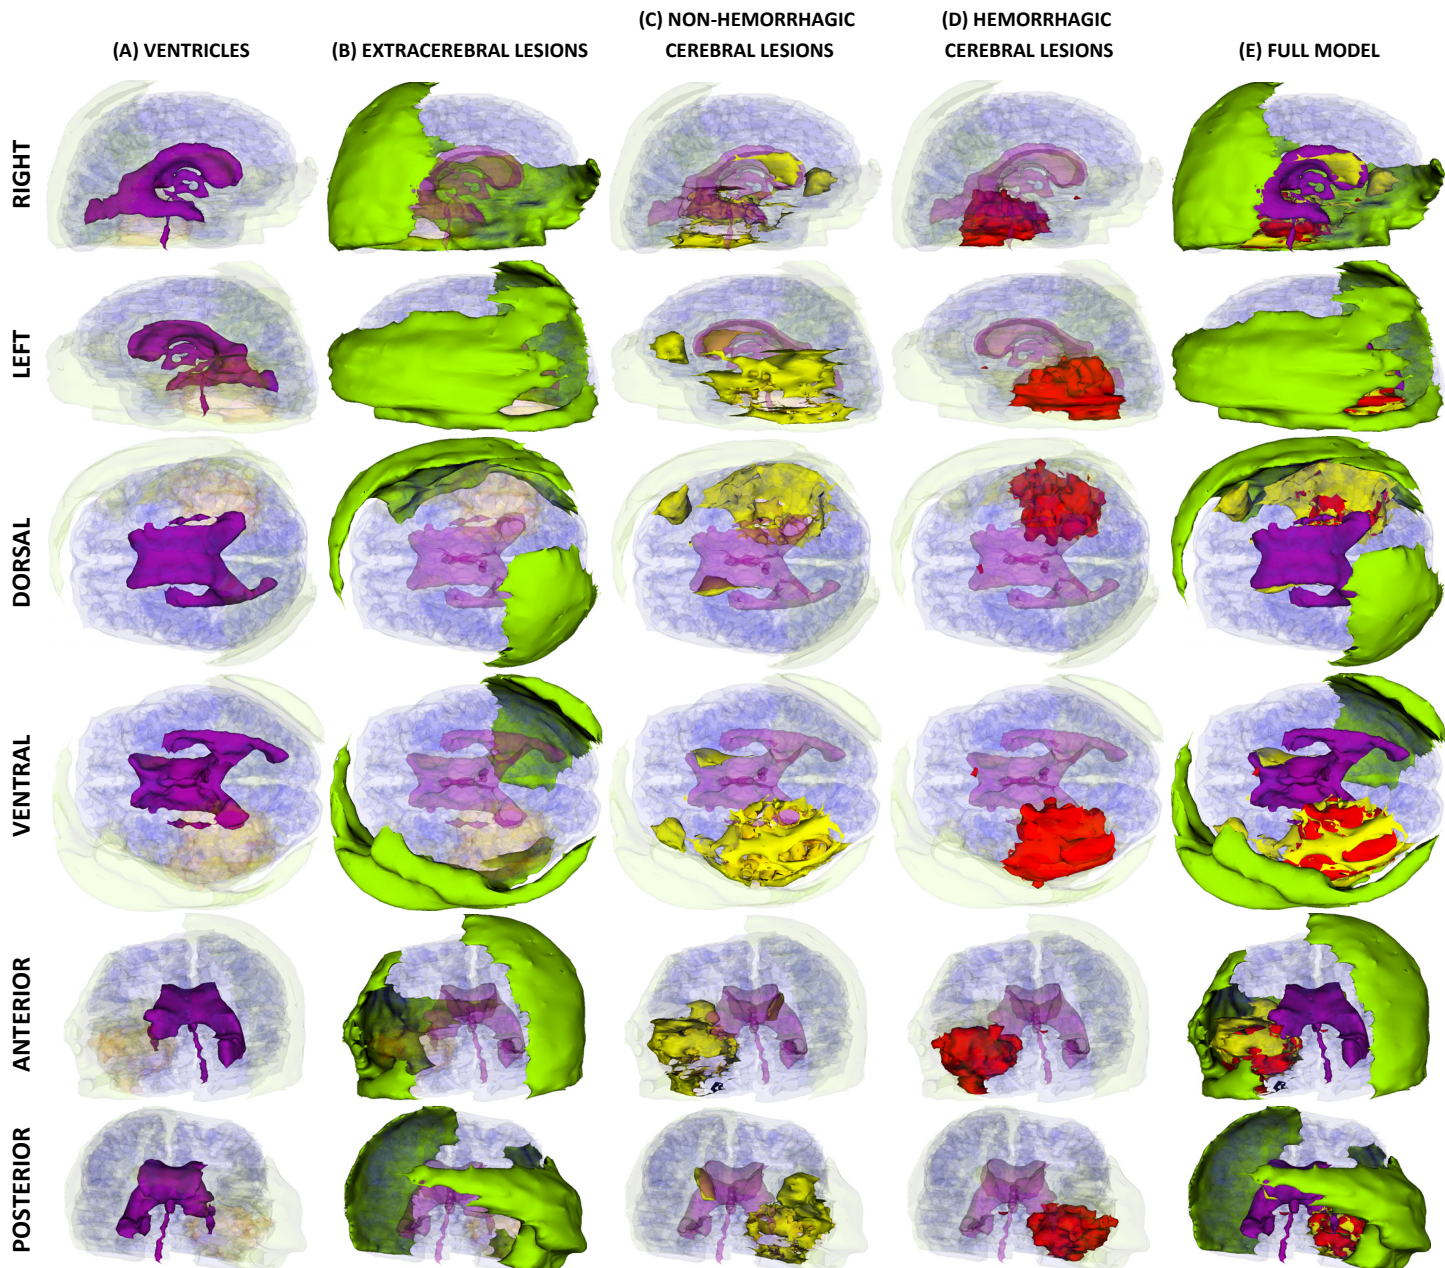 (C) NON-HEMORRHAGIC (D) HEMORRHAGIC
(A) VENTRICLES (B) EXTRACEREBRAL LESIONS CEREBRAL LESIONS CEREBRAL LESIONS (E) FULL MODEL
RIGHT
LEFT
DORSAL
VENTRAL
ANTERIOR
POSTERIOR